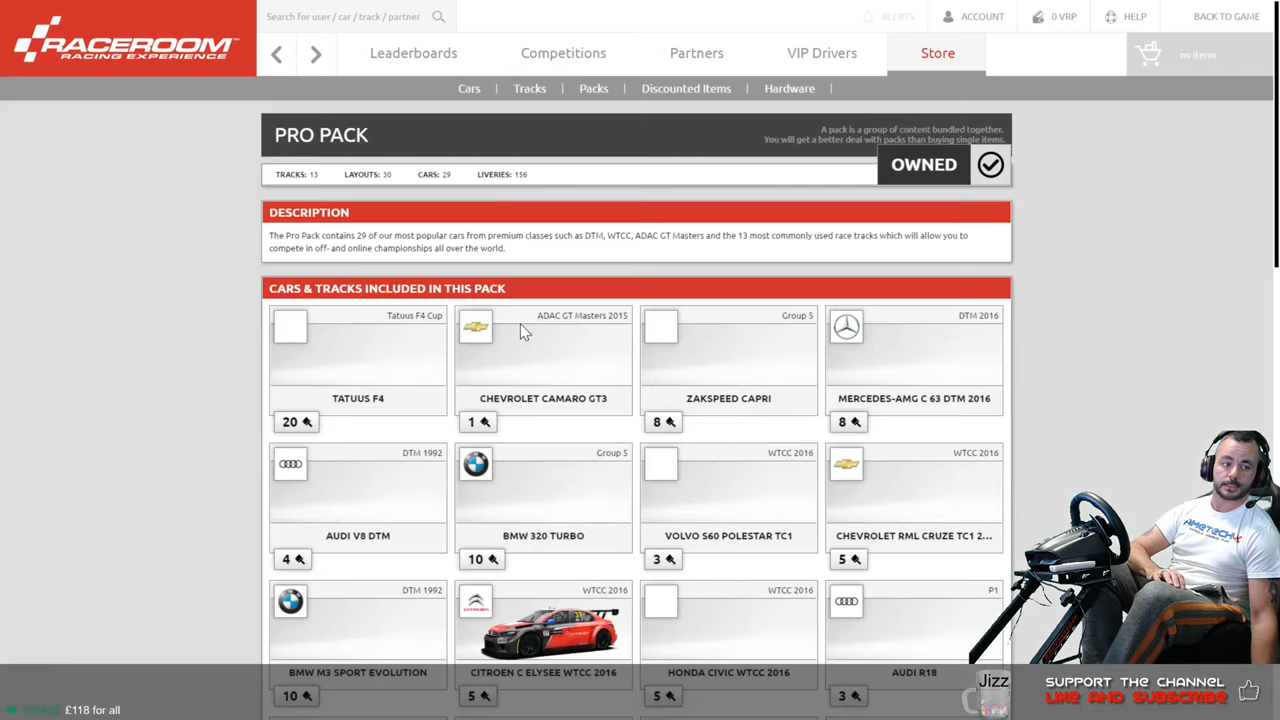 RACEROOM
RACING EXPERIENCE
Search for user / car / track / partner
ALERTS
ACCOUNT
0 VRP
HELP
BACK TO GAME
Leaderboards
Competitions
Partners
VIP Drivers
Store
no items
Cars | Tracks | Packs | Discounted Items | Hardware |
PRO PACK
A pack is a group of content bundled together.
You will get a better deal with packs than buying single items.
OWNED
TRACKS: 13
LAYOUTS: 30
CARS: 29
LIVERIES: 156
DESCRIPTION
The Pro Pack contains 29 of our most popular cars from premium classes such as DTM, WTCC, ADAC GT Masters and the 13 most commonly used race tracks which will allow you to
compete in off- and online championships all over the world.
CARS & TRACKS INCLUDED IN THIS PACK
Tatuus F4 Cup
TATUUS F4
20
ADAC GT Masters 2015
CHEVROLET CAMARO GT3
1
Group 5
ZAKSPEED CAPRI
8
DTM 2016
MERCEDES-AMG C 63 DTM 2016
8
DTM 1992
AUDI V8 DTM
4
Group 5
BMW 320 TURBO
10
WTCC 2016
VOLVO S60 POLESTAR TC1
3
WTCC 2016
CHEVROLET RML CRUZE TC1 2...
5
DTM 1992
BMW M3 SPORT EVOLUTION
10
WTCC 2016
CITROEN C ELYSEE WTCC 2016
5
WTCC 2016
HONDA CIVIC WTCC 2016
5
P1
AUDI R18
3
£118 for all
Jizz
SUPPORT THE CHANNEL
LIKE AND SUBSCRIBE